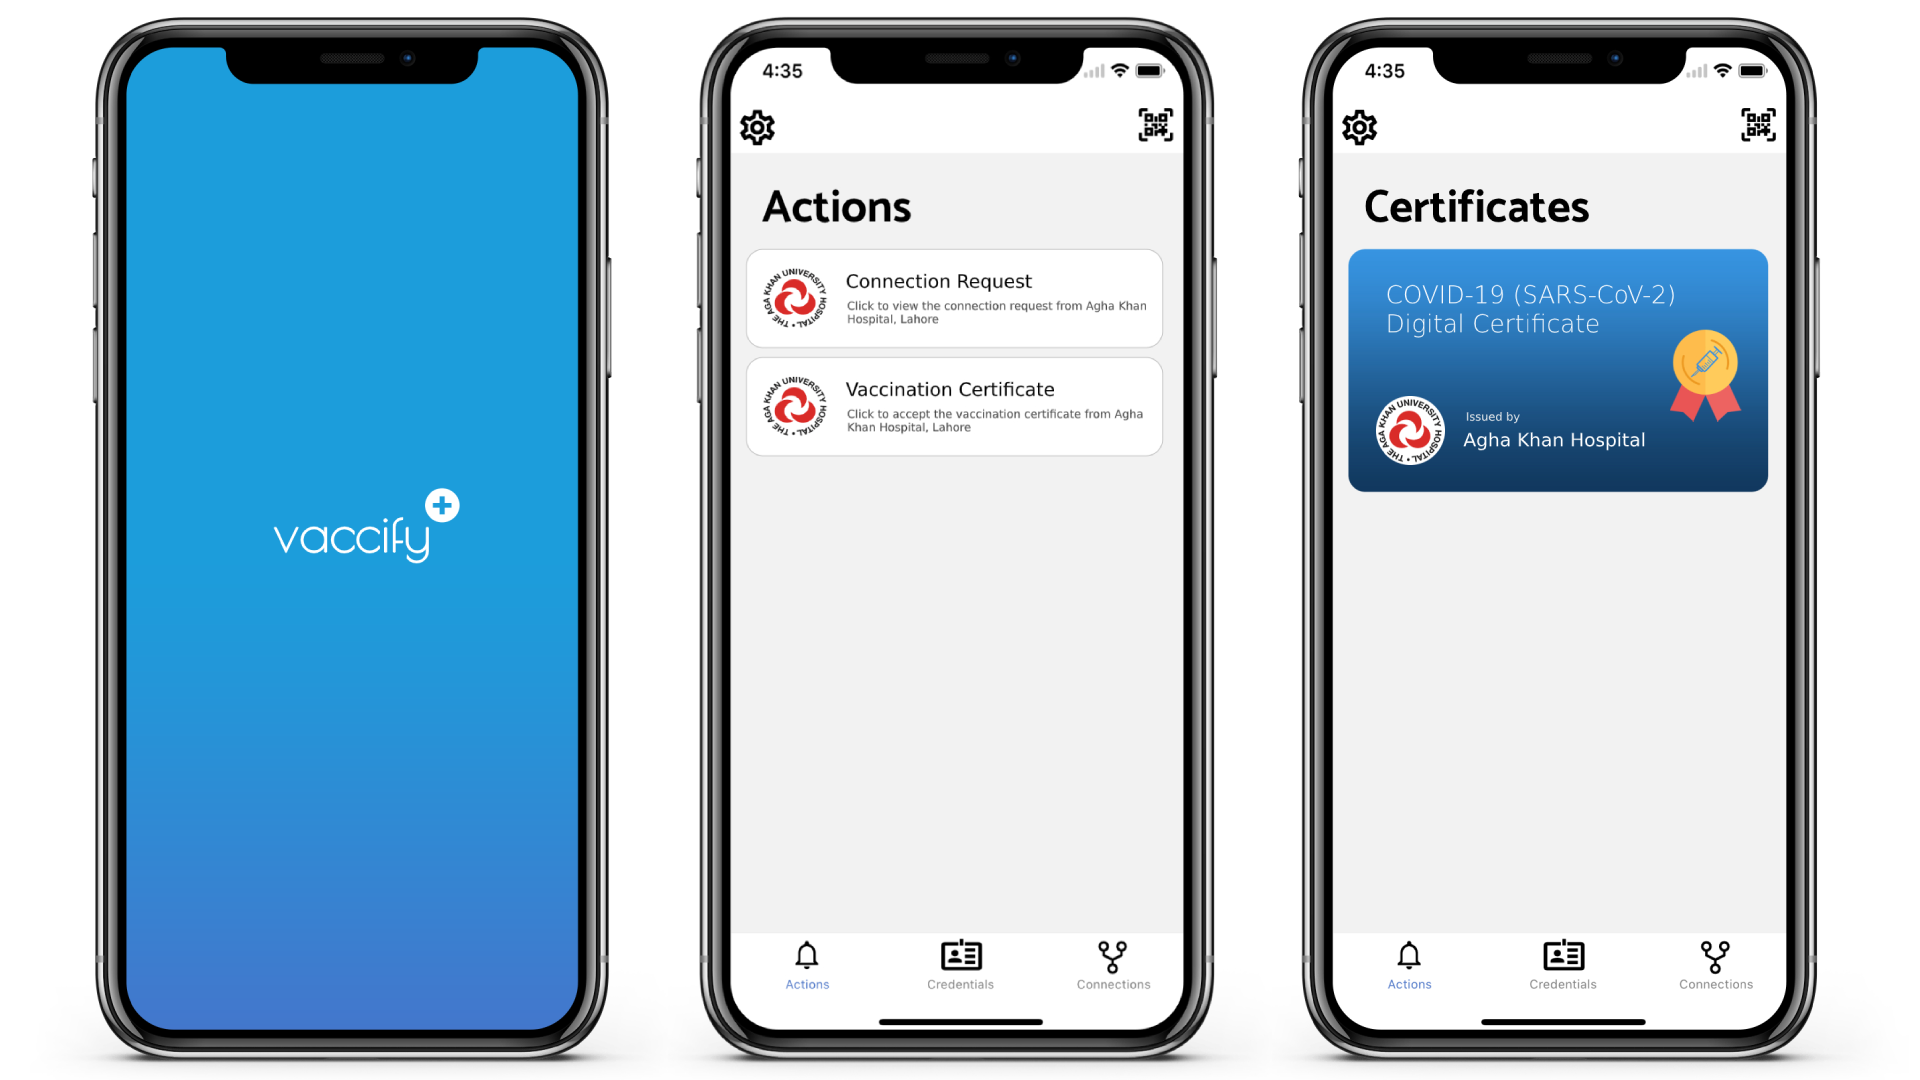 vaccify
4:35
Actions
THE AGA KHAN UNIVERSITY HOSPITAL
Connection Request
Click to view the connection request from Agha Khan
Hospital, Lahore
THE AGA KHAN UNIVERSITY HOSPITAL
Vaccination Certificate
Click to accept the vaccination certificate from Agha
Khan Hospital, Lahore
Actions
Credentials
Connections
4:35
Certificates
COVID-19 (SARS-CoV-2)
Digital Certificate
THE AGA KHAN UNIVERSITY HOSPITAL
Issued by
Agha Khan Hospital
Actions
Credentials
Connections